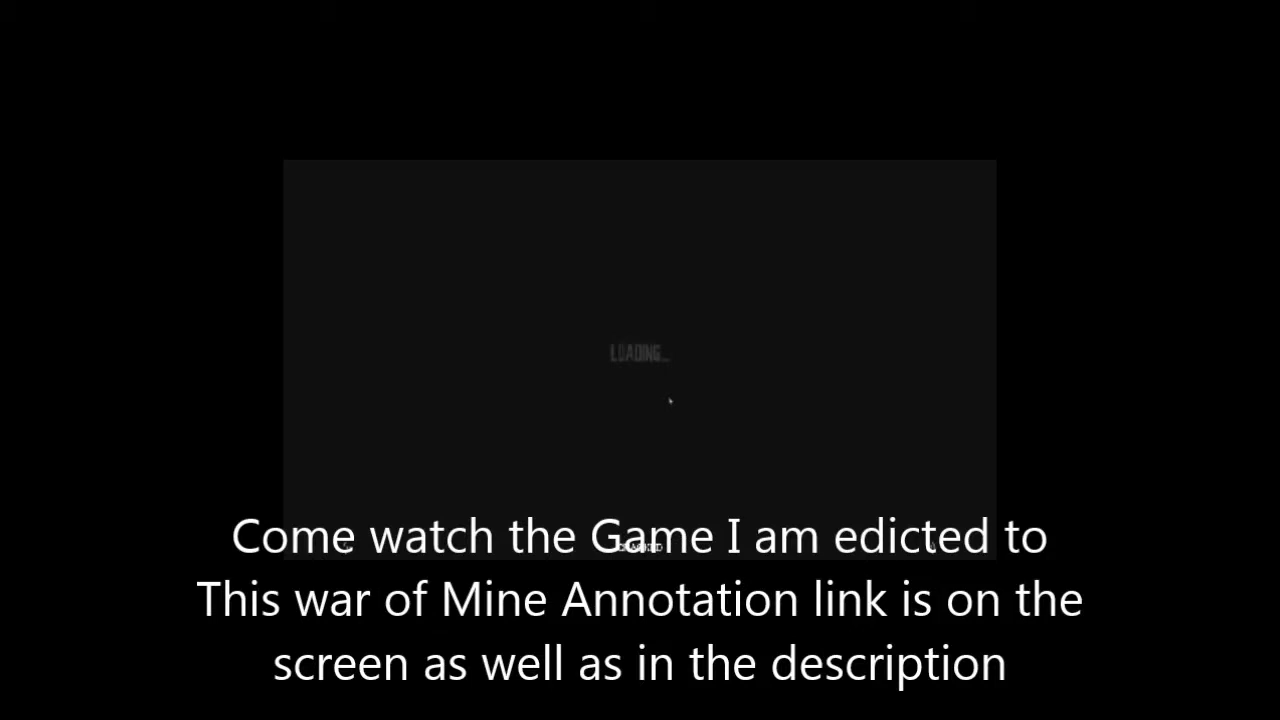 LOADING...
Come watch the Game I am edicted to
This war of Mine Annotation link is on the
screen as well as in the description